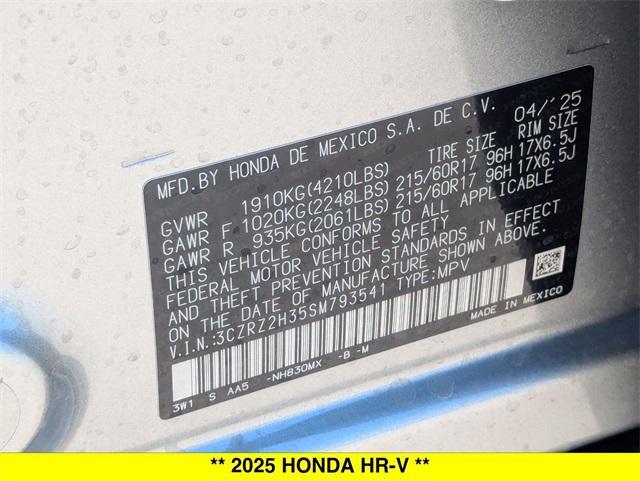 MFD.BY HONDA DE MEXICO S.A. DE C.V. 04/'25
TIRE SIZE RIM SIZE
GVWR 1910KG(4210LBS)
GAWR F 1020KG(2248LBS) 215/60R17 96H 17X6.5J
GAWR R 935KG(2061LBS) 215/60R17 96H 17X6.5J
THIS VEHICLE CONFORMS TO ALL APPLICABLE
FEDERAL MOTOR VEHICLE SAFETY
AND THEFT PREVENTION STANDARDS IN EFFECT
ON THE DATE OF MANUFACTURE SHOWN ABOVE.
V.I.N:3CZRZ2H35SM793541 TYPE:MPV
MADE IN MEXICO
3W1 S AA5 -NH830MX -B -M
** 2025 HONDA HR-V **